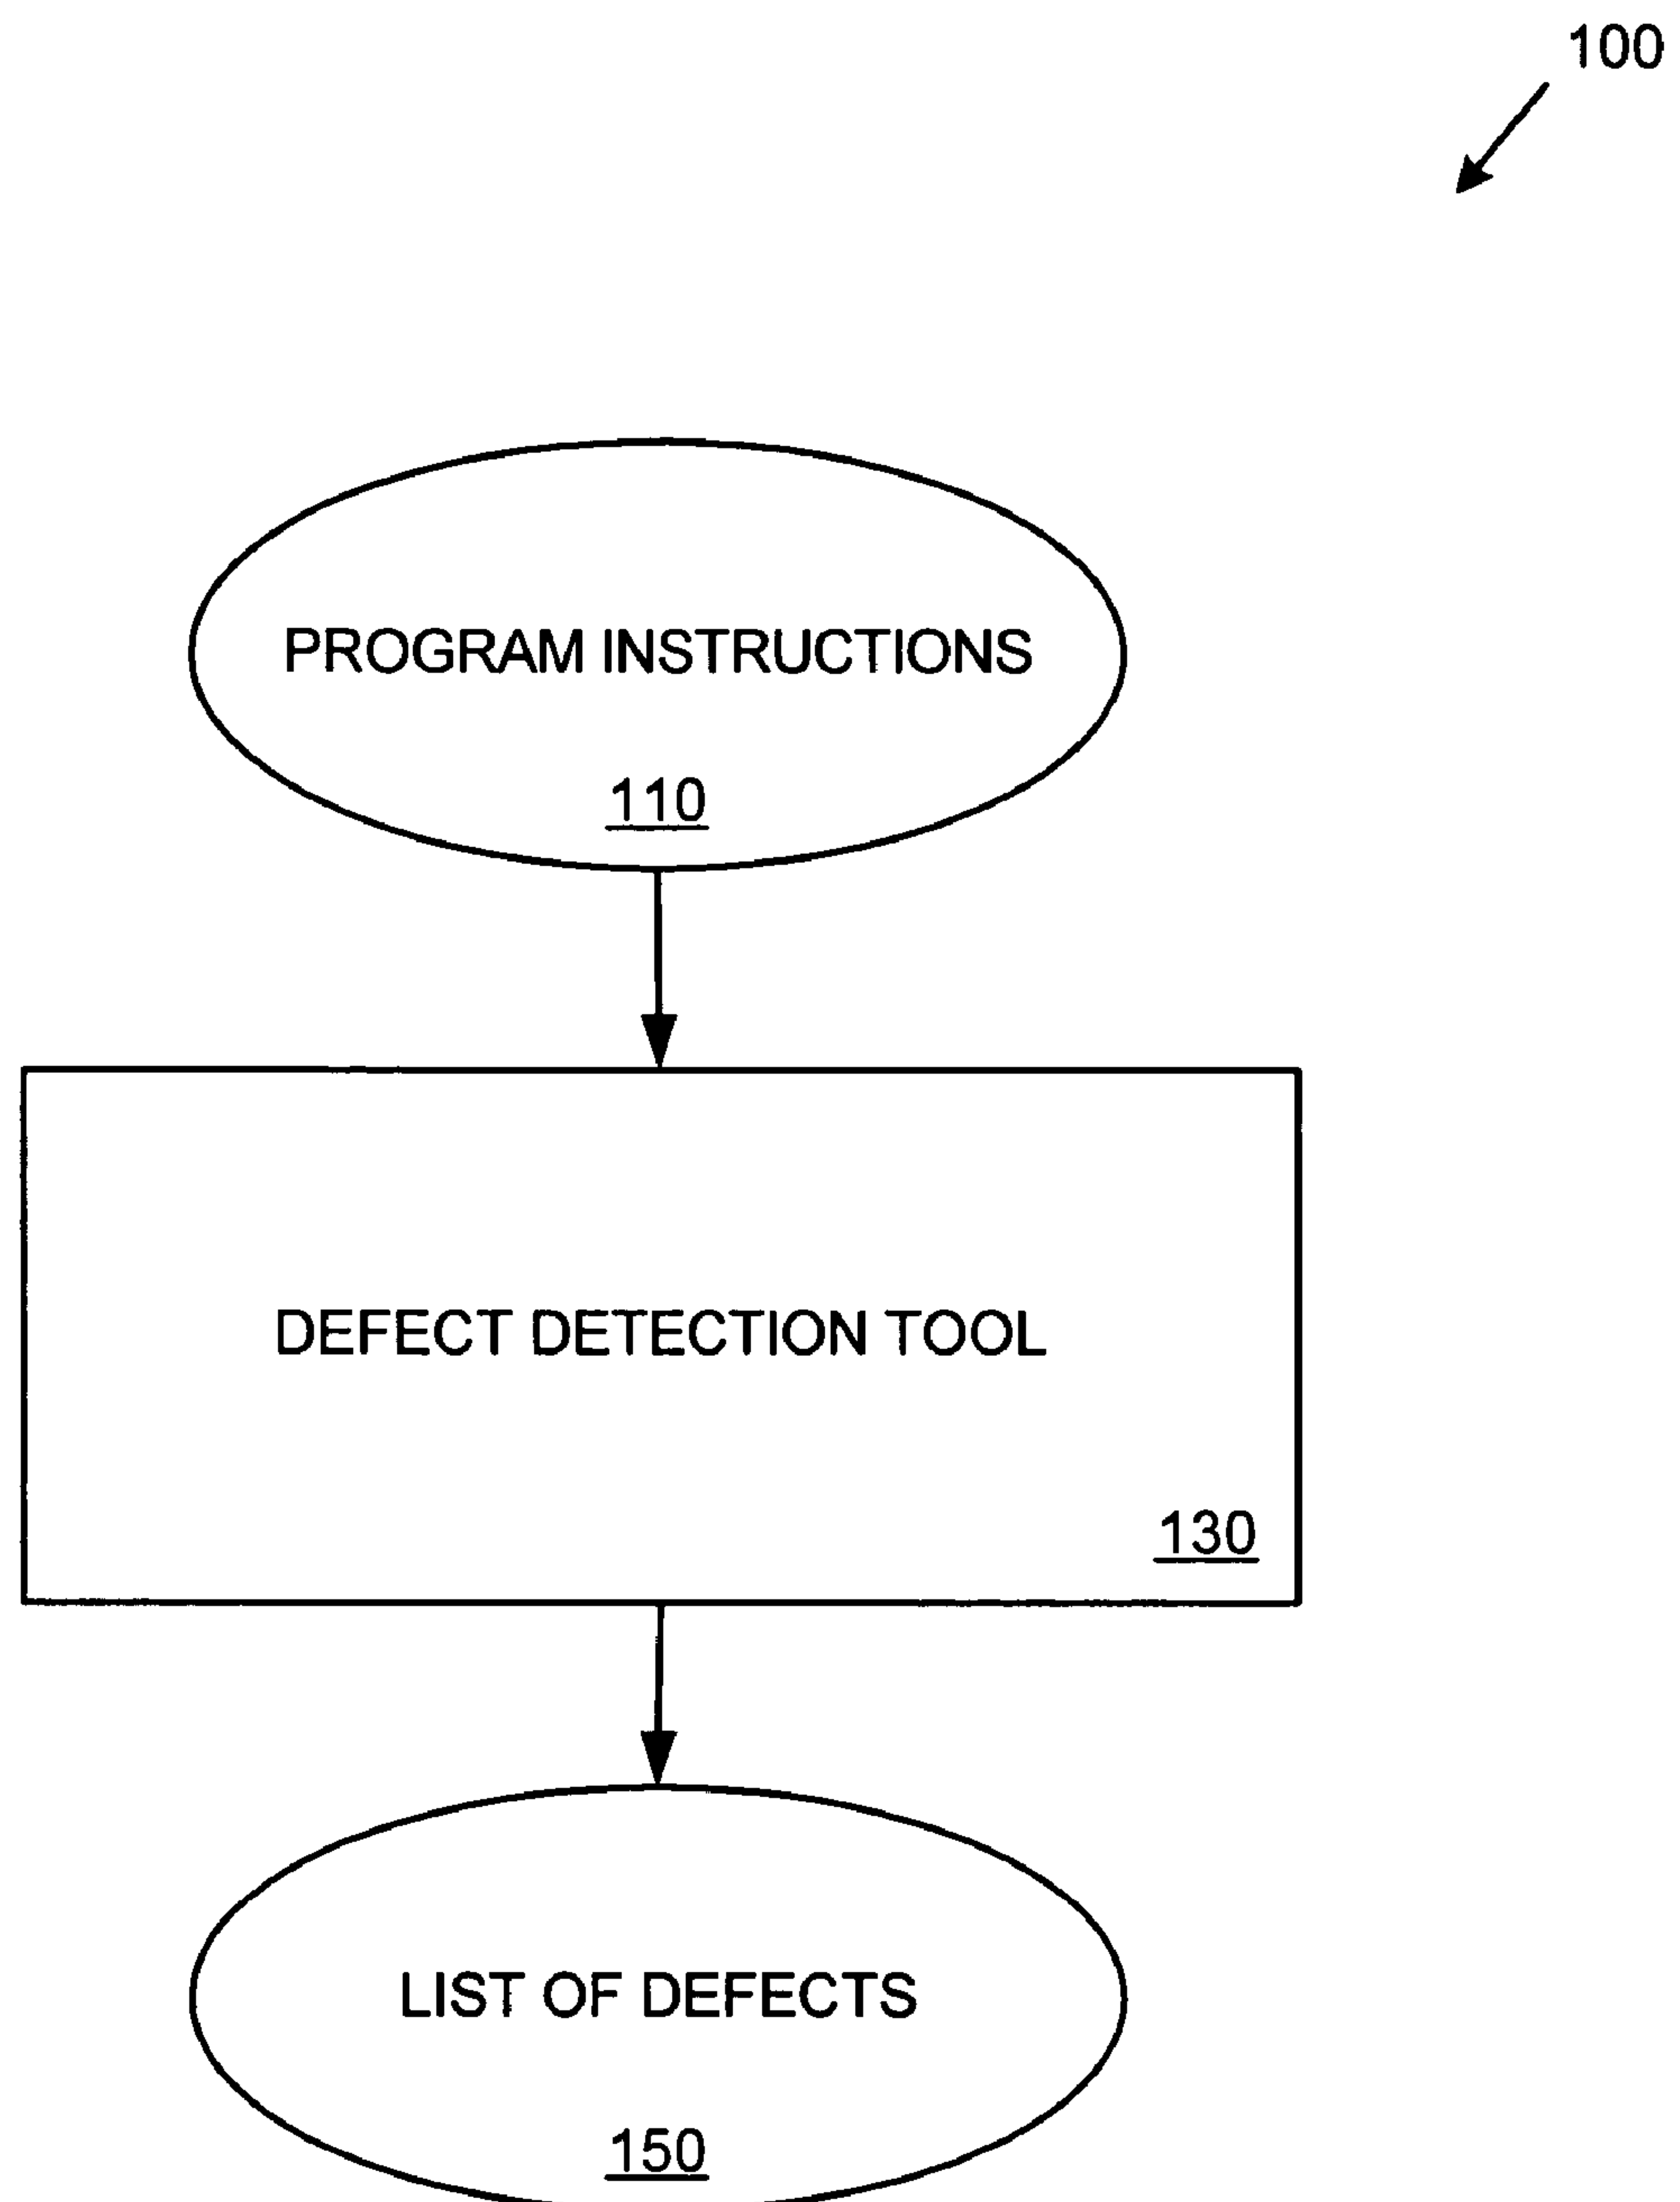 100
PROGRAM INSTRUCTIONS
110
DEFECT DETECTION TOOL
130
LIST OF DEFECTS
150